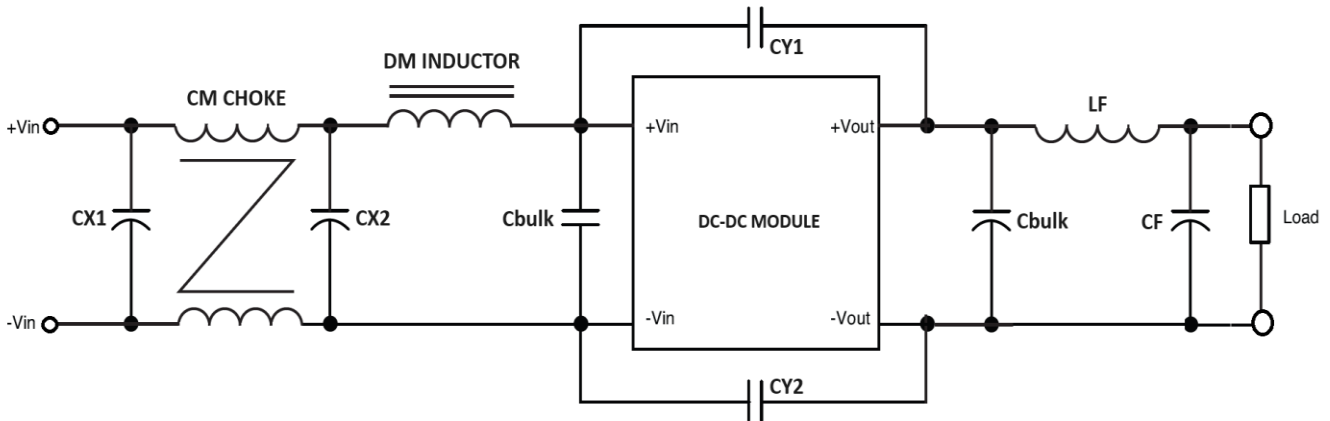 CY1
DM INDUCTOR
CM CHOKE
LF
+Vin
+Vin
+Vout
CX1
CX2
Cbulk
DC-DC MODULE
Cbulk
CF
Load
-Vin
-Vin
-Vout
CY2